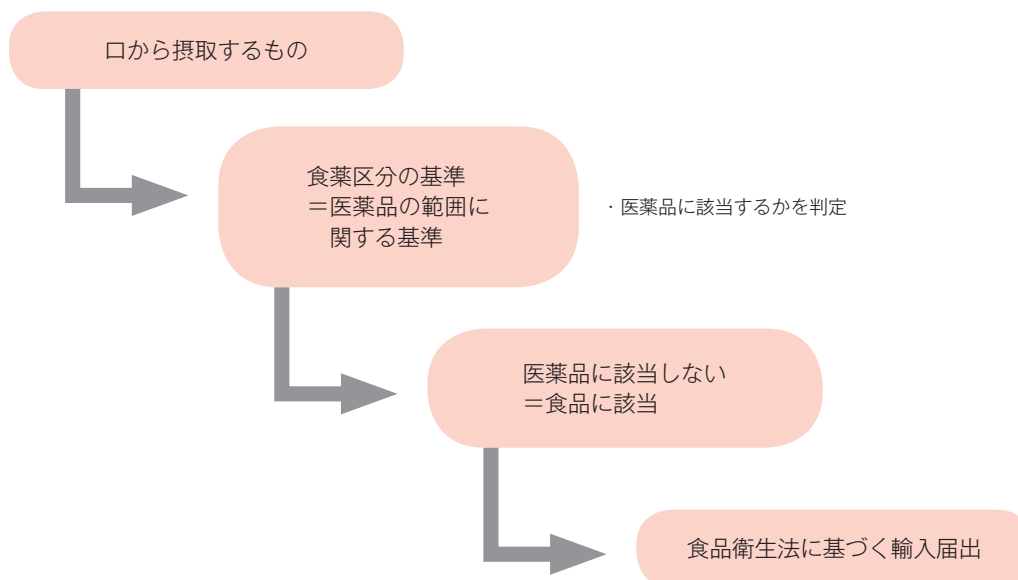 口から摂取するもの
食薬区分の基準
＝医薬品の範囲に
関する基準
・医薬品に該当するかを判定
医薬品に該当しない
＝食品に該当
食品衛生法に基づく輸入届出